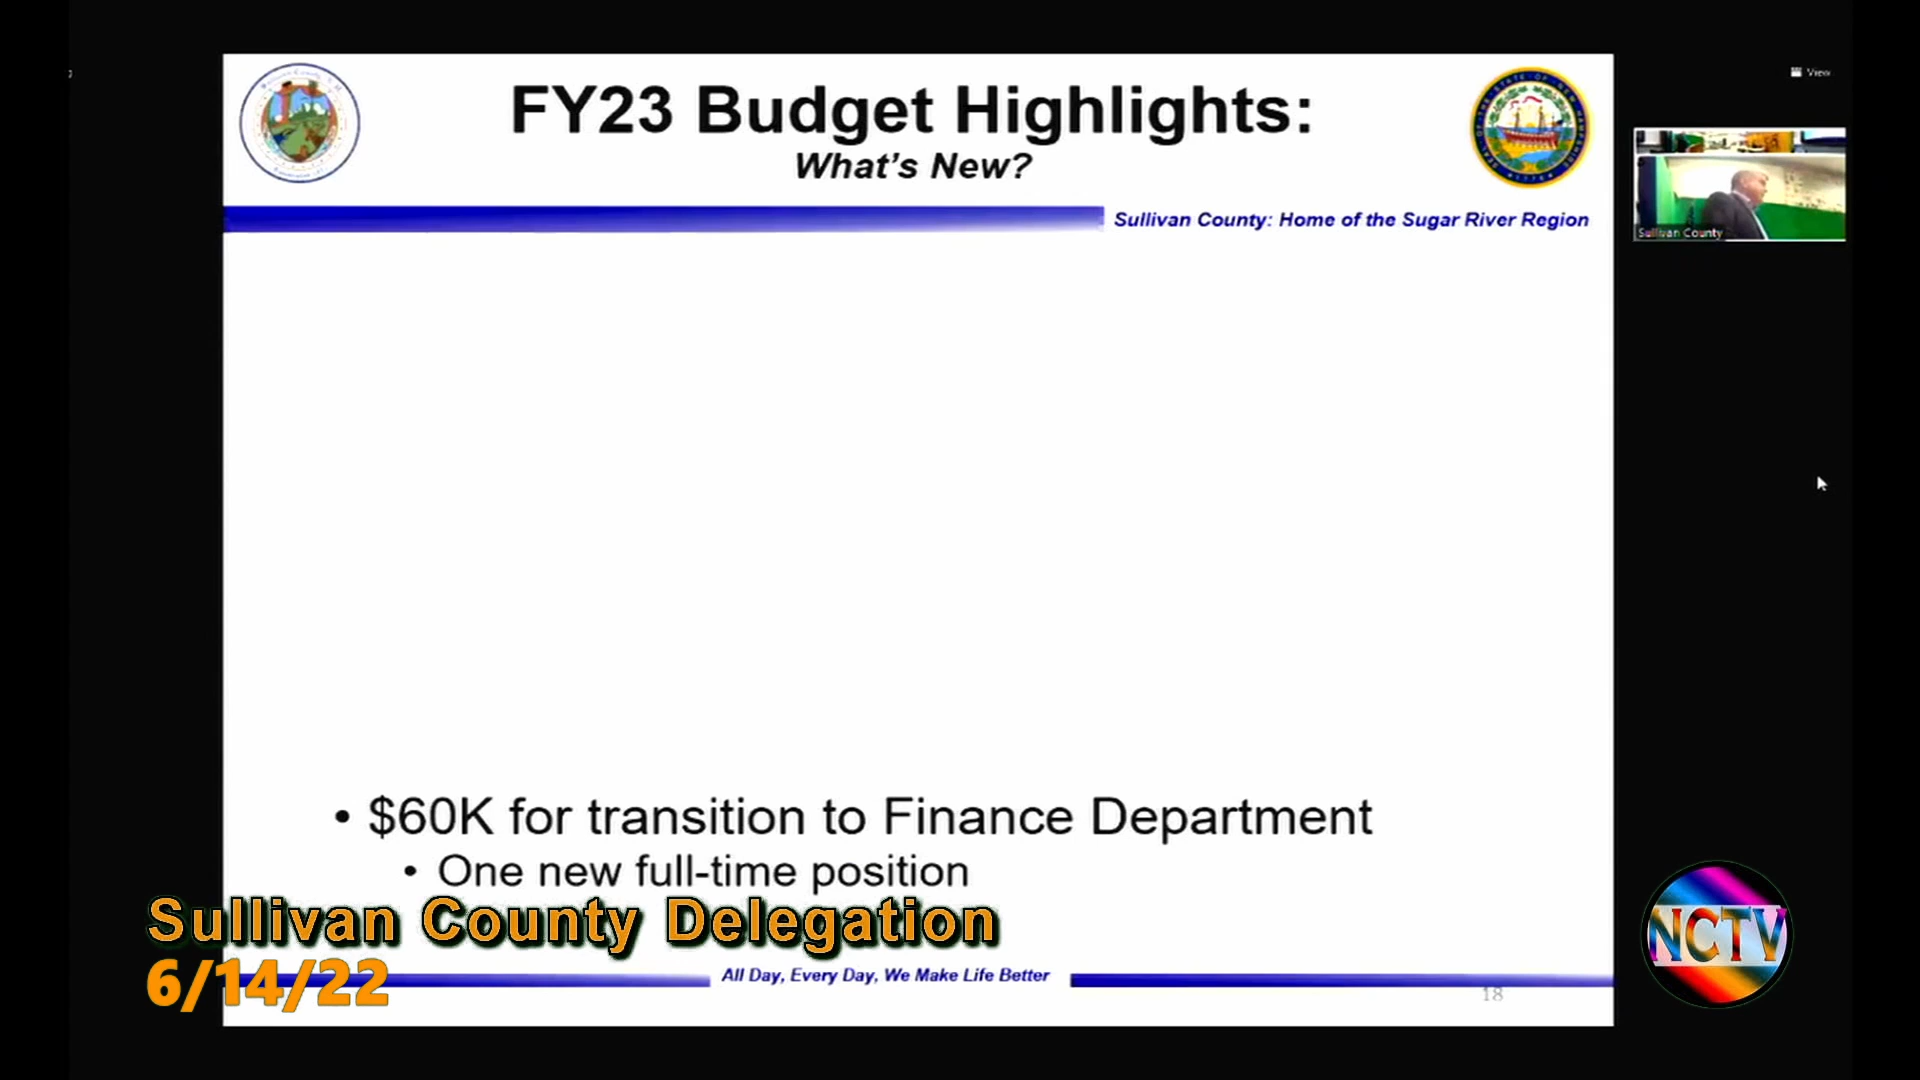 FY23 Budget Highlights:
What's New?
View
Sullivan County: Home of the Sugar River Region
Sullivan County
• $60K for transition to Finance Department
• One new full-time position
Sullivan County Delegation
6/14/22
All Day, Every Day, We Make Life Better
18
NCTV